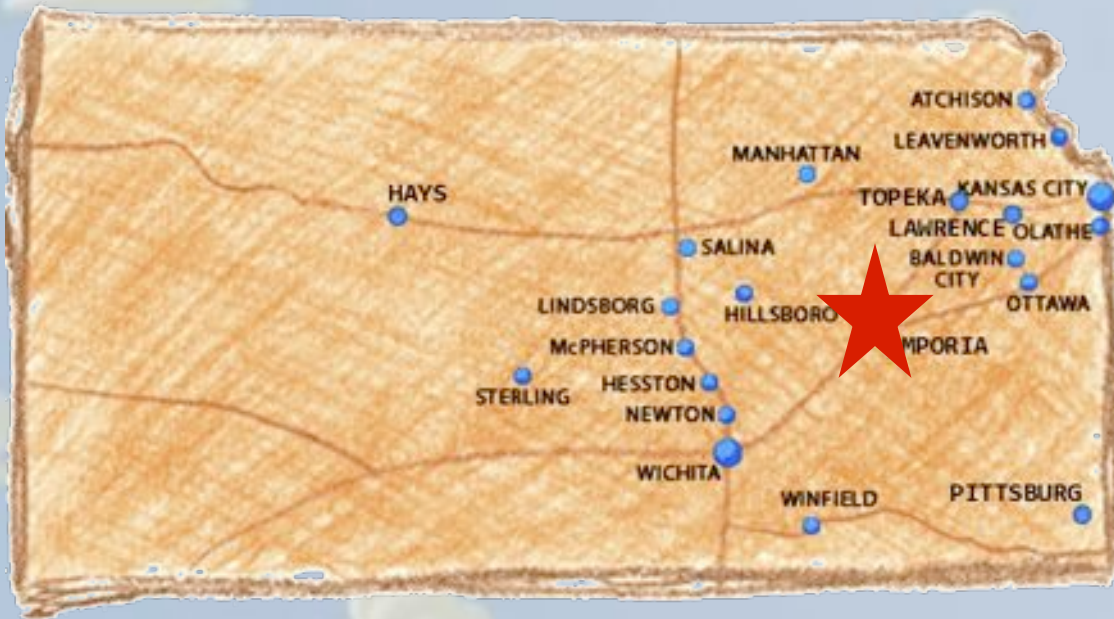 ATCHISON
LEAVENWORTH
MANHATTAN
HAYS
TOPEKA
KANSAS CITY
LAWRENCE
OLATHE
SALINA
BALDWIN
CITY
OTTAWA
LINDSBORG
HILLSBORO
McPHERSON
MPORIA
HESSTON
STERLING
NEWTON
WICHITA
WINFIELD
PITTSBURG